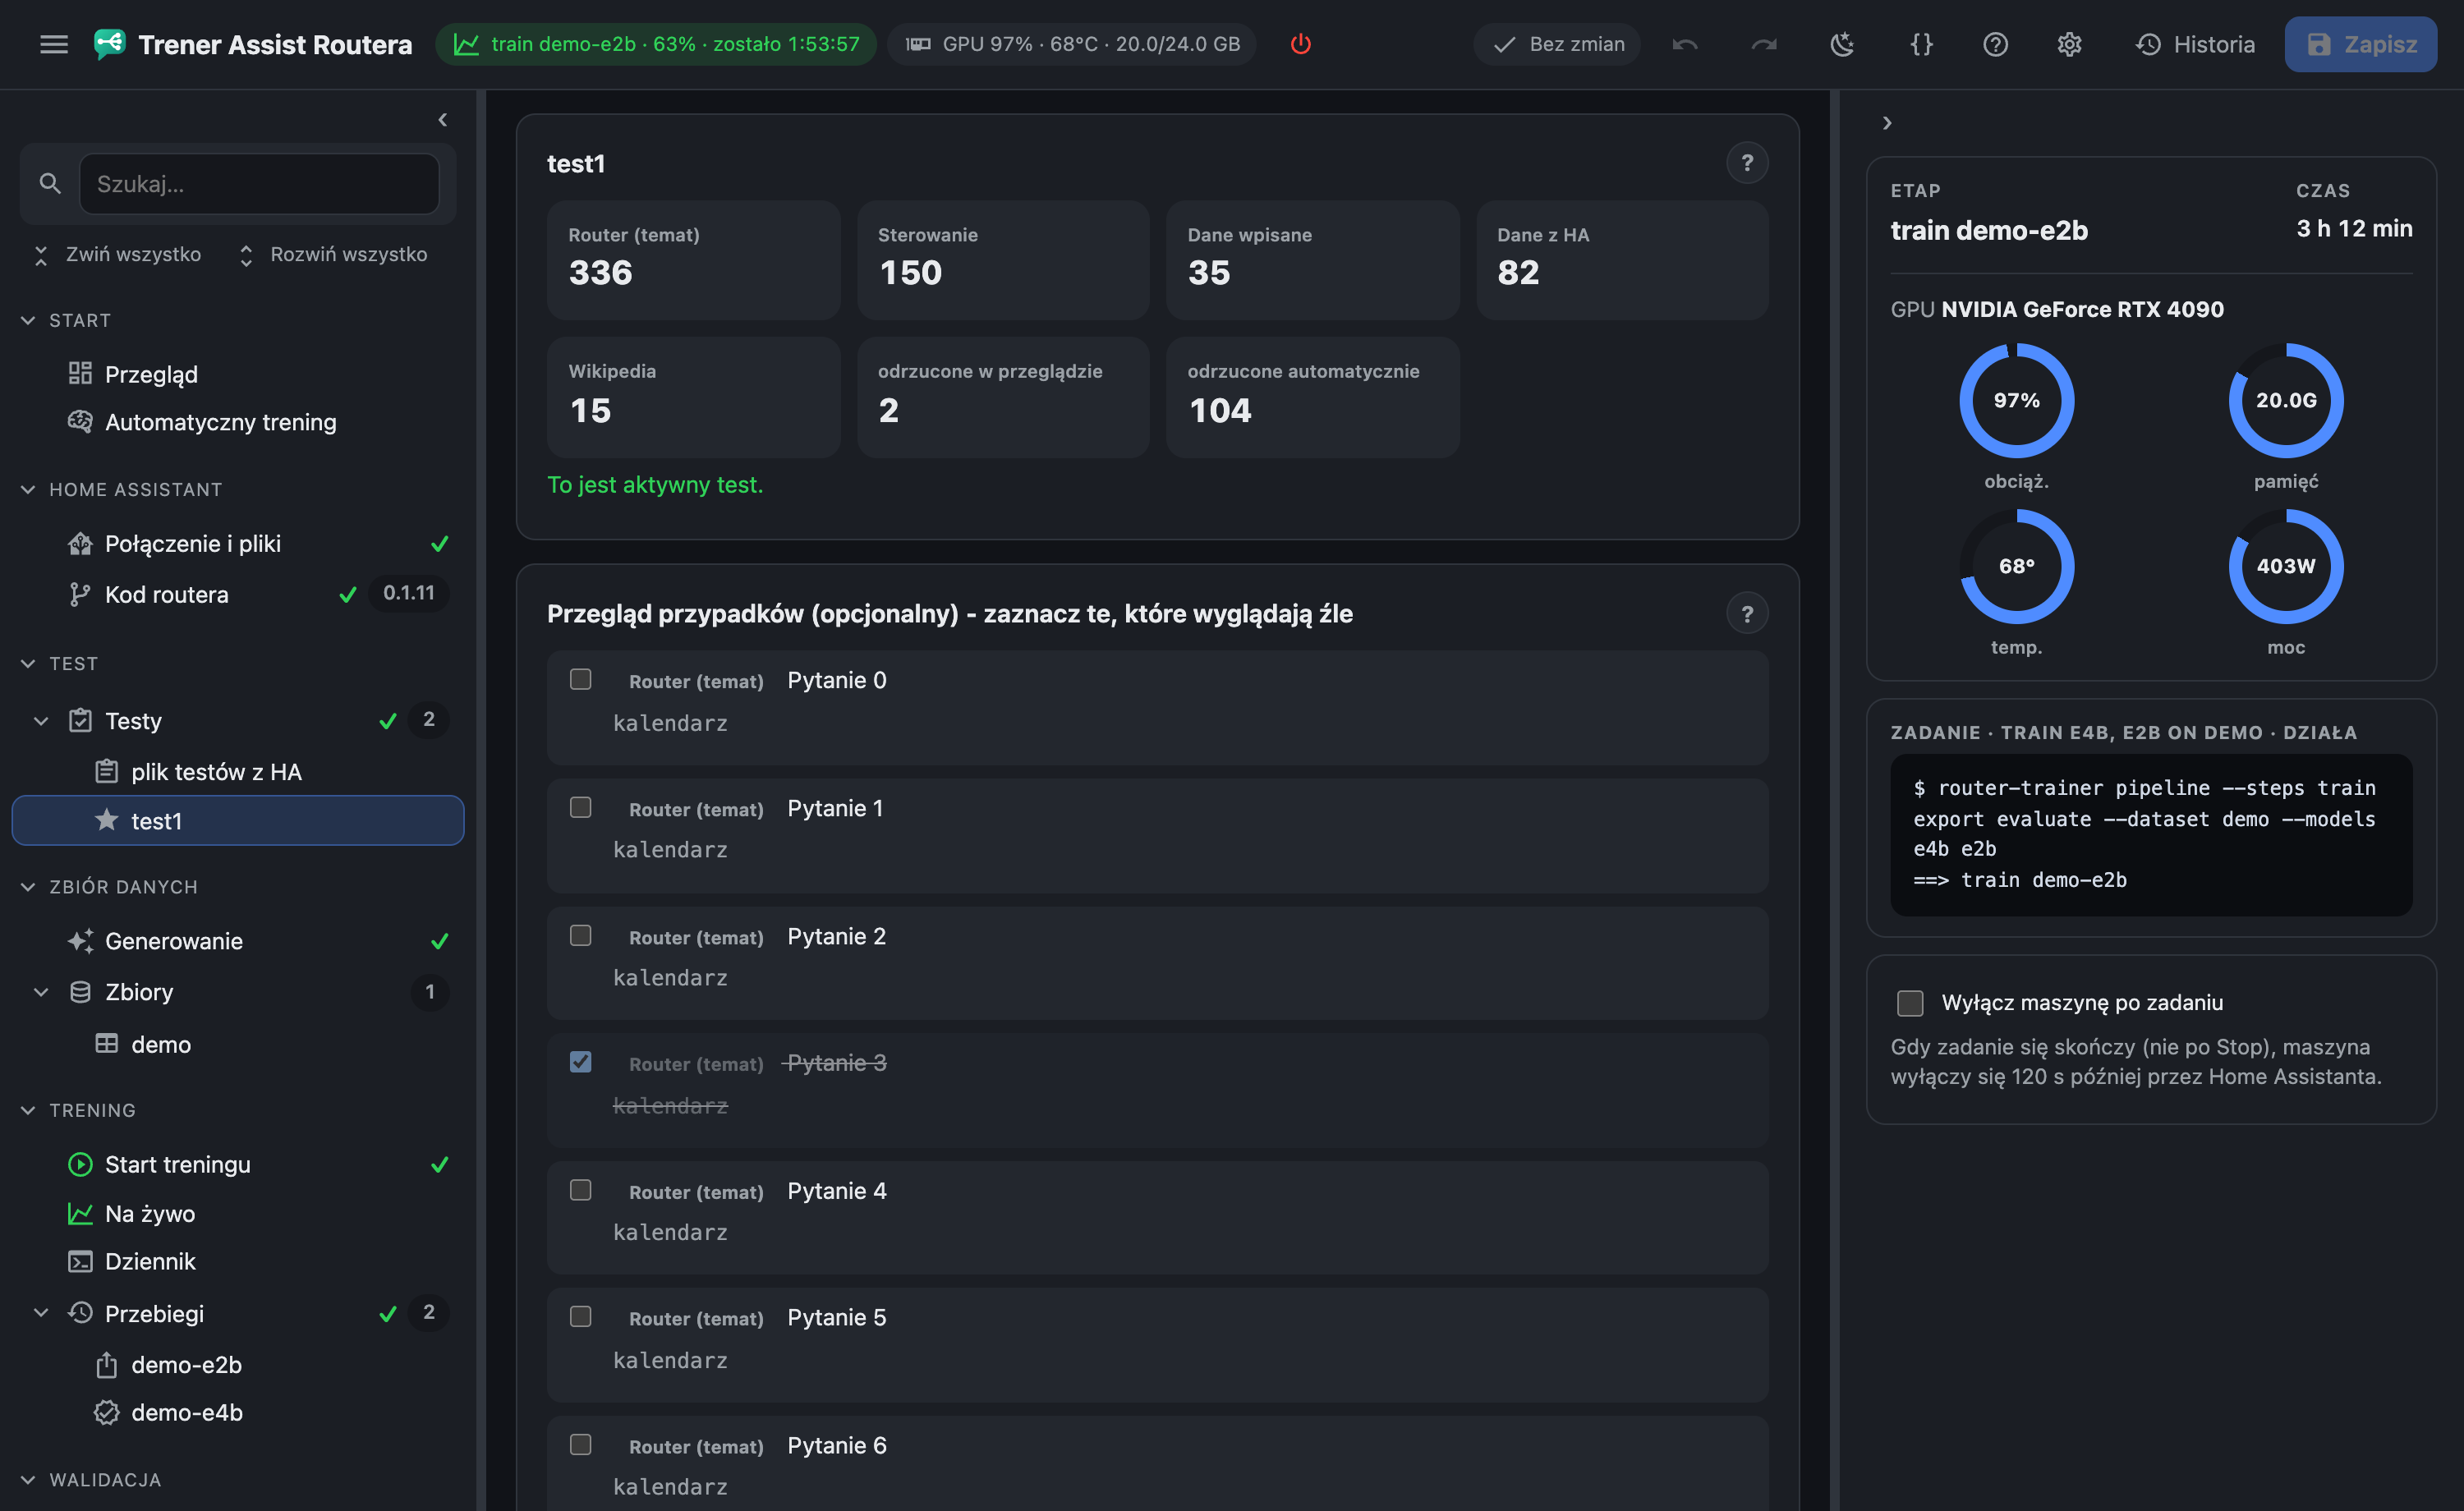 Trener Assist Routera
train demo-e2b · 63% · zostało 1:53:57
GPU 97% · 68°C · 20.0/24.0 GB
Bez zmian
{}
Historia
Zapisz
Szukaj...
Zwiń wszystko
Rozwiń wszystko
START
Przegląd
Automatyczny trening
HOME ASSISTANT
Połączenie i pliki
Kod routera
0.1.11
TEST
Testy
2
plik testów z HA
test1
ZBIÓR DANYCH
Generowanie
Zbiory
1
demo
TRENING
Start treningu
Na żywo
Dziennik
Przebiegi
2
demo-e2b
demo-e4b
WALIDACJA
test1
?
Router (temat)
336
Sterowanie
150
Dane wpisane
35
Dane z HA
82
Wikipedia
15
odrzucone w przeglądzie
2
odrzucone automatycznie
104
To jest aktywny test.
Przegląd przypadków (opcjonalny) - zaznacz te, które wyglądają źle
?
Router (temat) Pytanie 0
kalendarz
Router (temat) Pytanie 1
kalendarz
Router (temat) Pytanie 2
kalendarz
Router (temat) Pytanie 3
kalendarz
Router (temat) Pytanie 4
kalendarz
Router (temat) Pytanie 5
kalendarz
Router (temat) Pytanie 6
kalendarz
ETAP
train demo-e2b
CZAS
3 h 12 min
GPU NVIDIA GeForce RTX 4090
97%
obciąż.
20.0G
pamięć
68°
temp.
403W
moc
ZADANIE · TRAIN E4B, E2B ON DEMO · DZIAŁA
$ router-trainer pipeline --steps train
export evaluate --dataset demo --models
e4b e2b
==> train demo-e2b
Wyłącz maszynę po zadaniu
Gdy zadanie się skończy (nie po Stop), maszyna
wyłączy się 120 s później przez Home Assistanta.